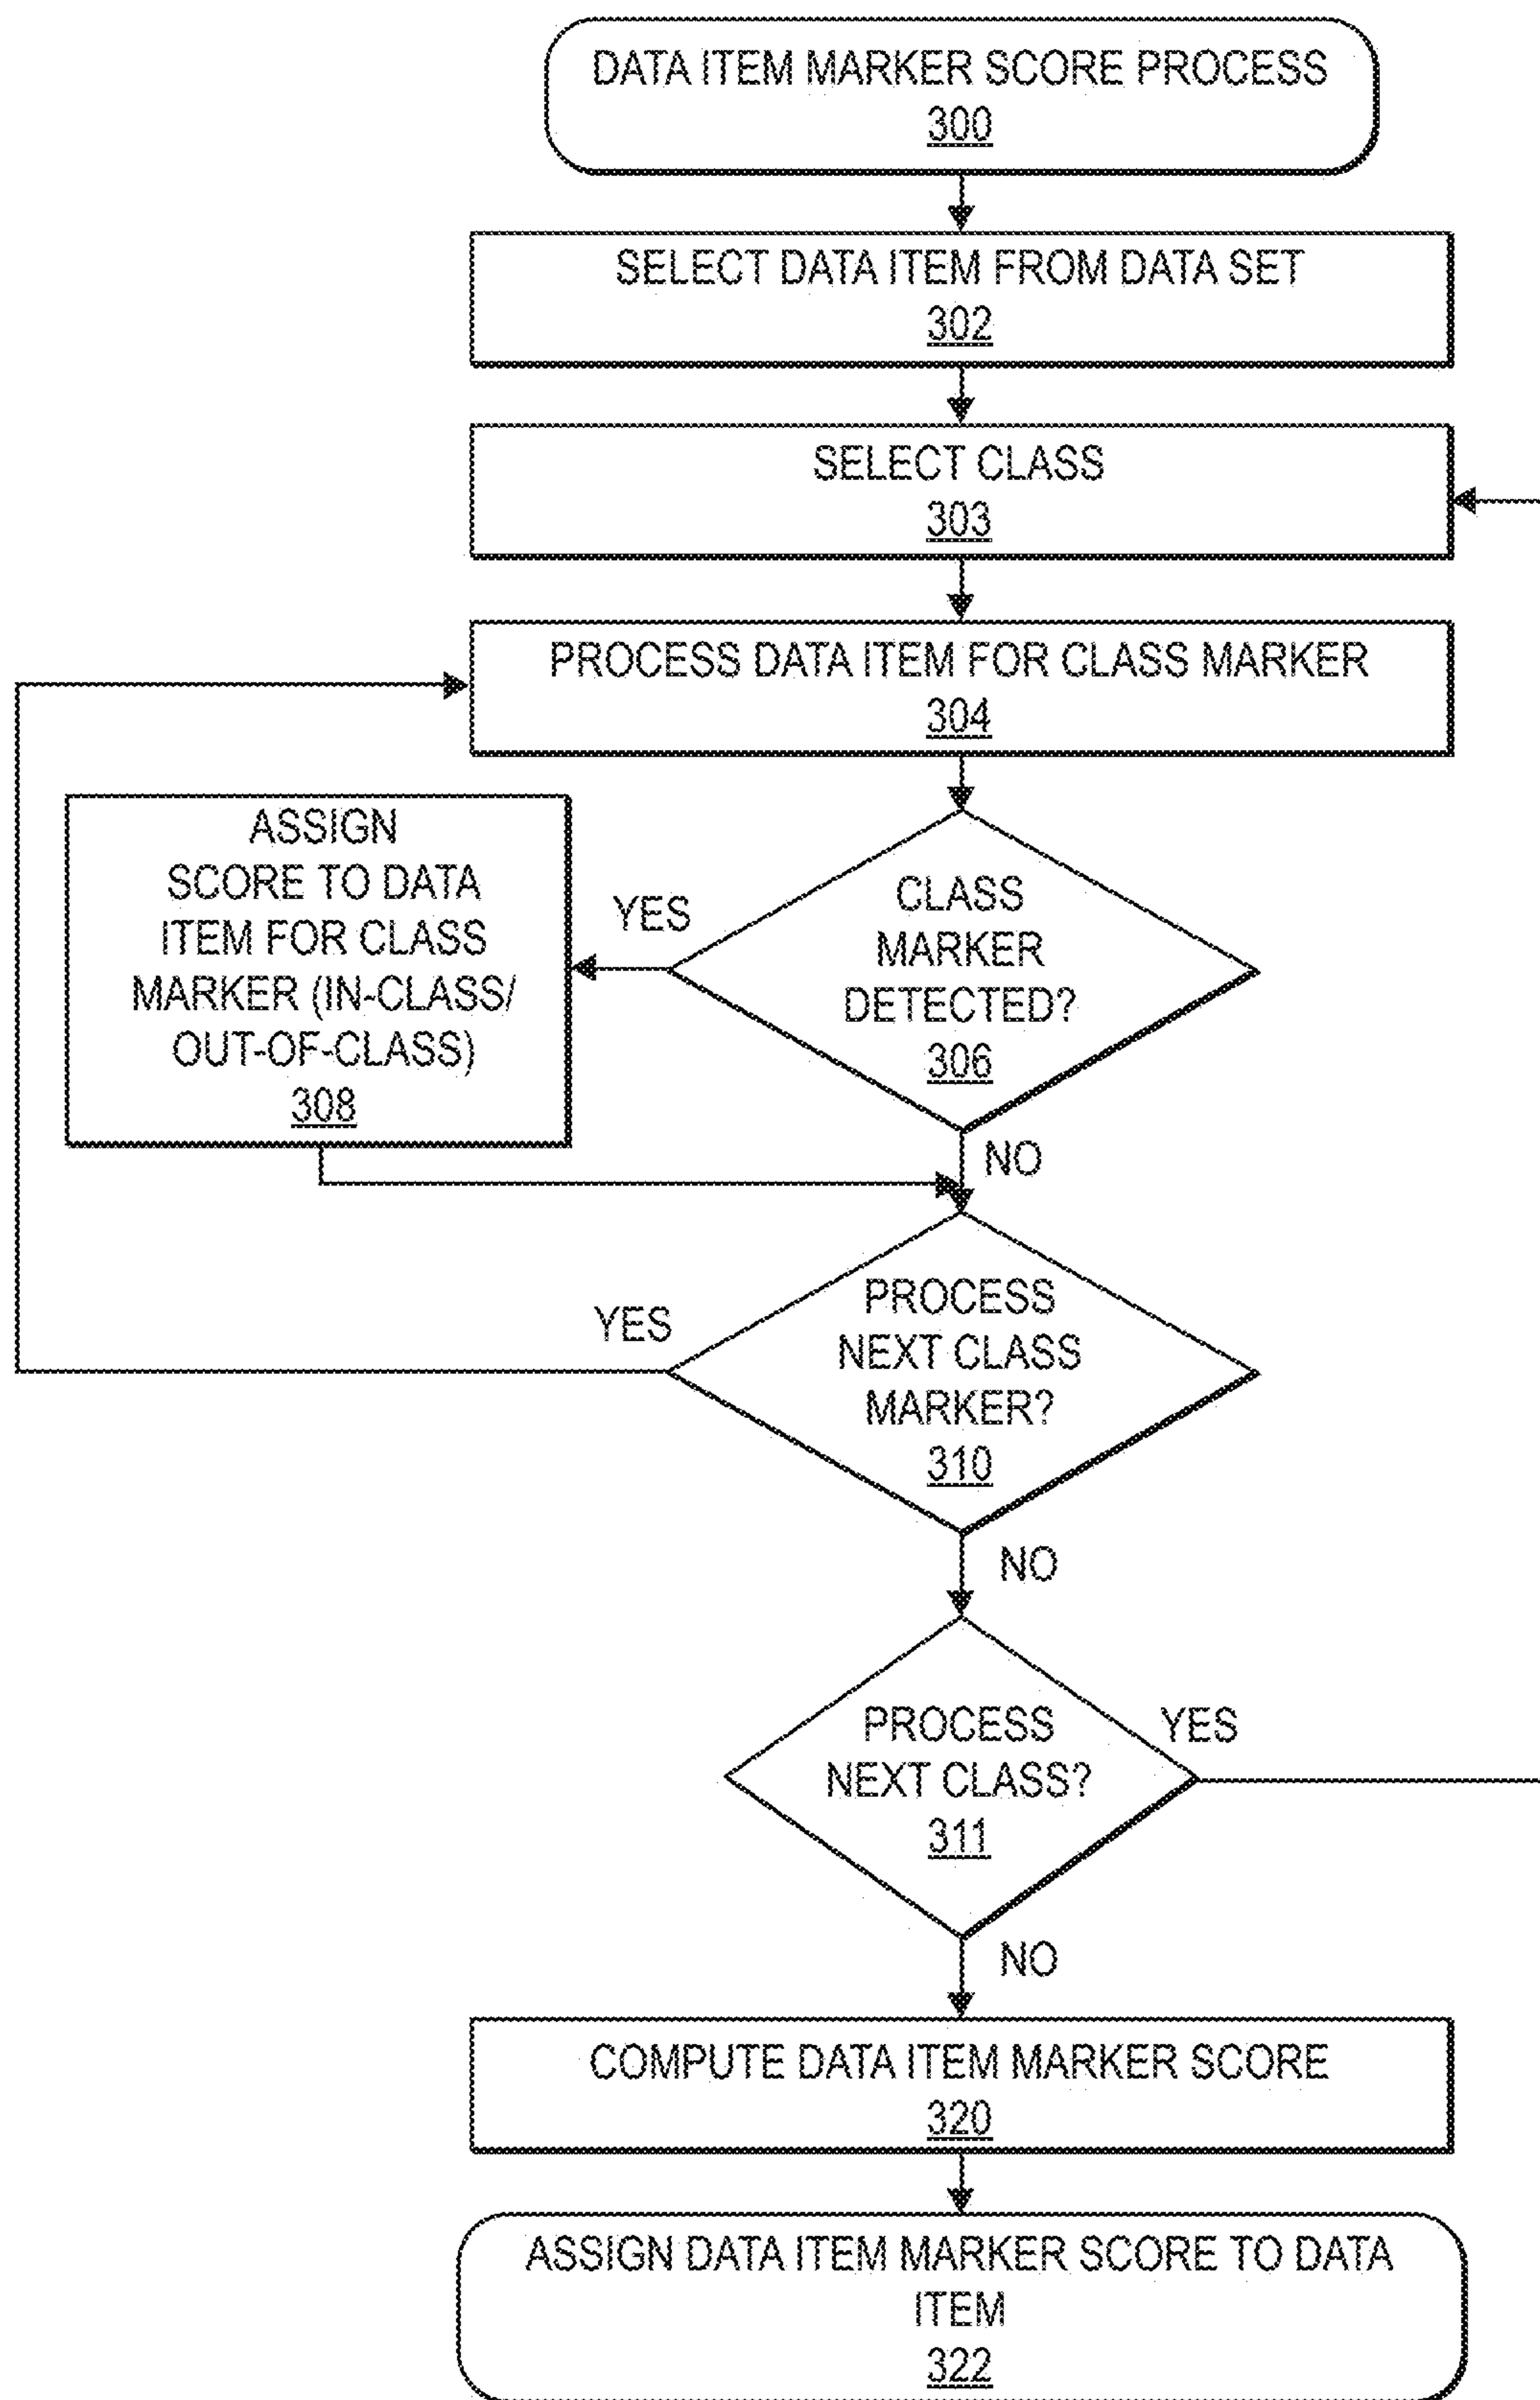 DATA ITEM MARKER SCORE PROCESS
300
SELECT DATA ITEM FROM DATA SET
302
SELECT CLASS
303
PROCESS DATA ITEM FOR CLASS MARKER
304
ASSIGN
SCORE TO DATA
ITEM FOR CLASS
MARKER (IN-CLASS/
OUT-OF-CLASS)
308
YES
CLASS
MARKER
DETECTED?
306
NO
PROCESS
NEXT CLASS
MARKER?
310
YES
NO
PROCESS
NEXT CLASS?
311
YES
NO
COMPUTE DATA ITEM MARKER SCORE
320
ASSIGN DATA ITEM MARKER SCORE TO DATA
ITEM
322